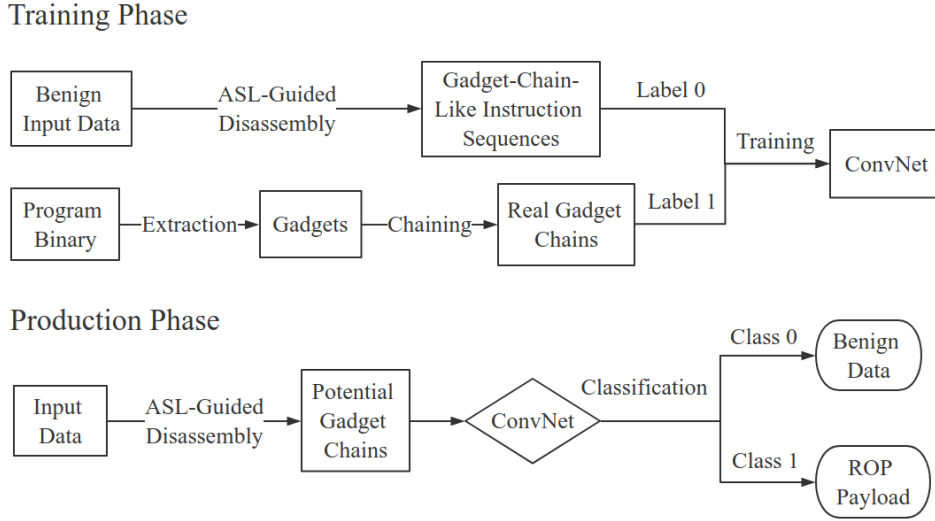 Training Phase
Benign
Input Data
ASL-Guided
Disassembly
Gadget-Chain-
Like Instruction
Sequences
Label 0
Training
ConvNet
Program
Binary
Extraction
Gadgets
Chaining
Real Gadget
Chains
Label 1
Production Phase
Input
Data
ASL-Guided
Disassembly
Potential
Gadget
Chains
ConvNet
Classification
Class 0
Benign
Data
Class 1
ROP
Payload